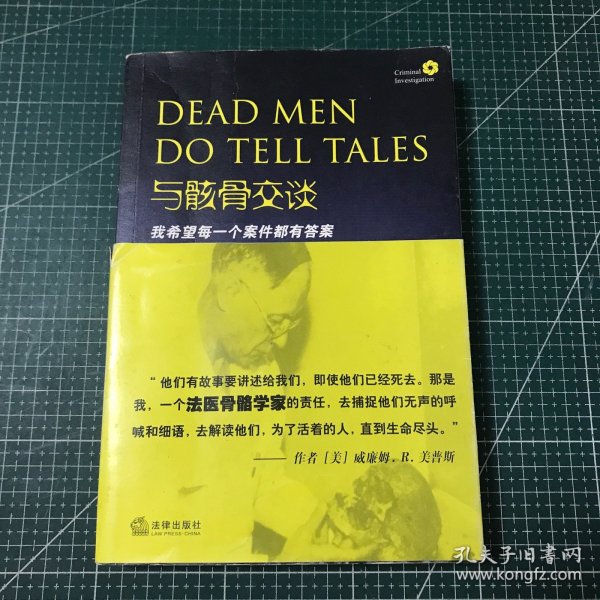 Criminal
Investigation
DEAD MEN
DO TELL TALES
与骸骨交谈
我希望每一个案件都有答案
“他们有故事要讲述给我们，即使他们已经死去。那是
我，一个法医骨骼学家的责任，去捕捉他们无声的呼
喊和细语，去解读他们，为了活着的人，直到生命尽头。”
——作者［美］威廉姆．R．美普斯
法律出版社
LAW PRESS·CHINA
孔夫子旧书网
www.kongfz.com